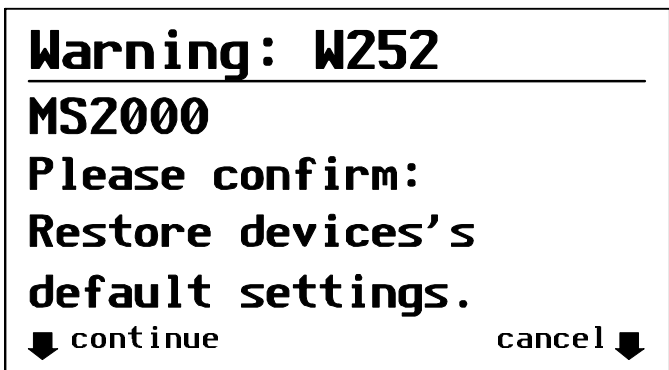 Warning: W252
MS2000
Please confirm:
Restore devices's
default settings.
continue cancel